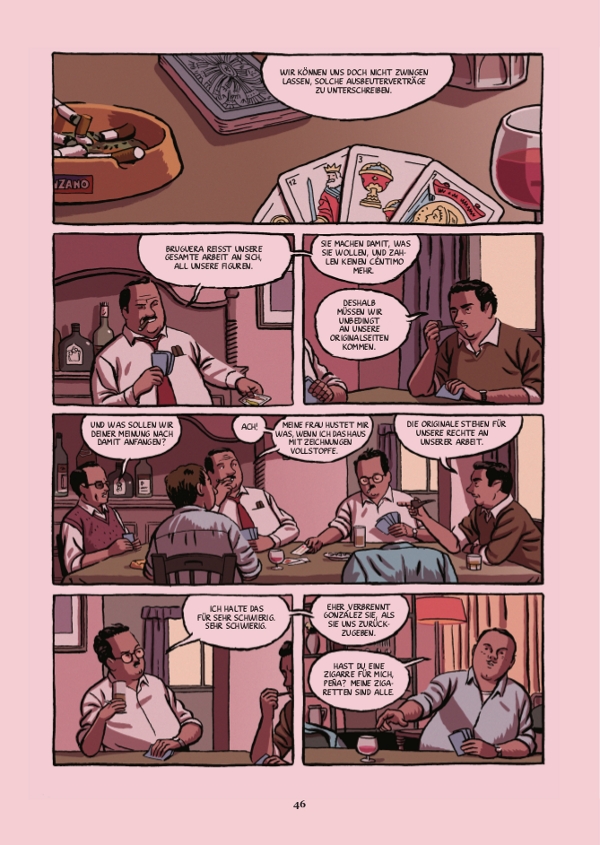 WIR KÖNNEN UNS DOCH NICHT ZWINGEN
LASSEN, SOLCHE AUSBEUTERVERTRÄGE
ZU UNTERSCHREIBEN.
NZANO
12
3
BRUGUERA REISST UNSERE
GESAMTE ARBEIT AN SICH,
ALL UNSERE FIGUREN.
SIE MACHEN DAMIT, WAS
SIE WOLLEN, UND ZAH-
LEN KEINEN CÉNTIMO
MEHR.
DESHALB
MÜSSEN WIR
UNBEDINGT
AN UNSERE
ORIGINALSEITEN
KOMMEN.
UND WAS SOLLEN WIR
DEINER MEINUNG NACH
DAMIT ANFANGEN?
ACH!
MEINE FRAU HUSTET MIR
WAS, WENN ICH DAS HAUS
MIT ZEICHNUNGEN
VOLLSTOPFE.
DIE ORIGINALE STEHEN FÜR
UNSERE RECHTE AN
UNSERER ARBEIT.
ICH HALTE DAS
FÜR SEHR SCHWIERIG.
SEHR SCHWIERIG.
EHER VERBRENNT
GONZÁLEZ SIE, ALS
SIE UNS ZURÜCK-
ZUGEBEN.
HAST DU EINE
ZIGARRE FÜR MICH,
PEÑA? MEINE ZIGA-
RETTEN SIND ALLE.
46